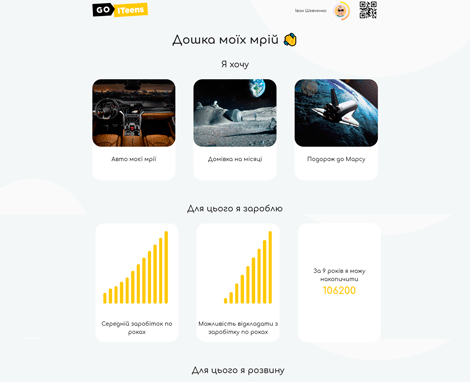 GO ITeens
Іван Шевченко
Дошка моїх мрій
Я хочу
Авто моєї мрії
Домівка на місяці
Подорож до Марсу
Для цього я зароблю
Середній заробіток по
роках
Можливість відкладати з
заробітку по роках
За 9 років я можу
накопичити
106200
Для цього я розвину